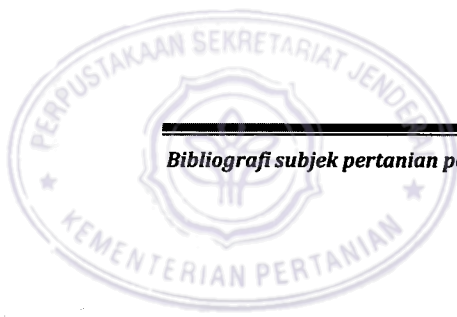 PERPUSTAKAAN SEKRETARIAT JENDERAL
Bibliografi subjek pertanian
KEMENTERIAN PERTANIAN